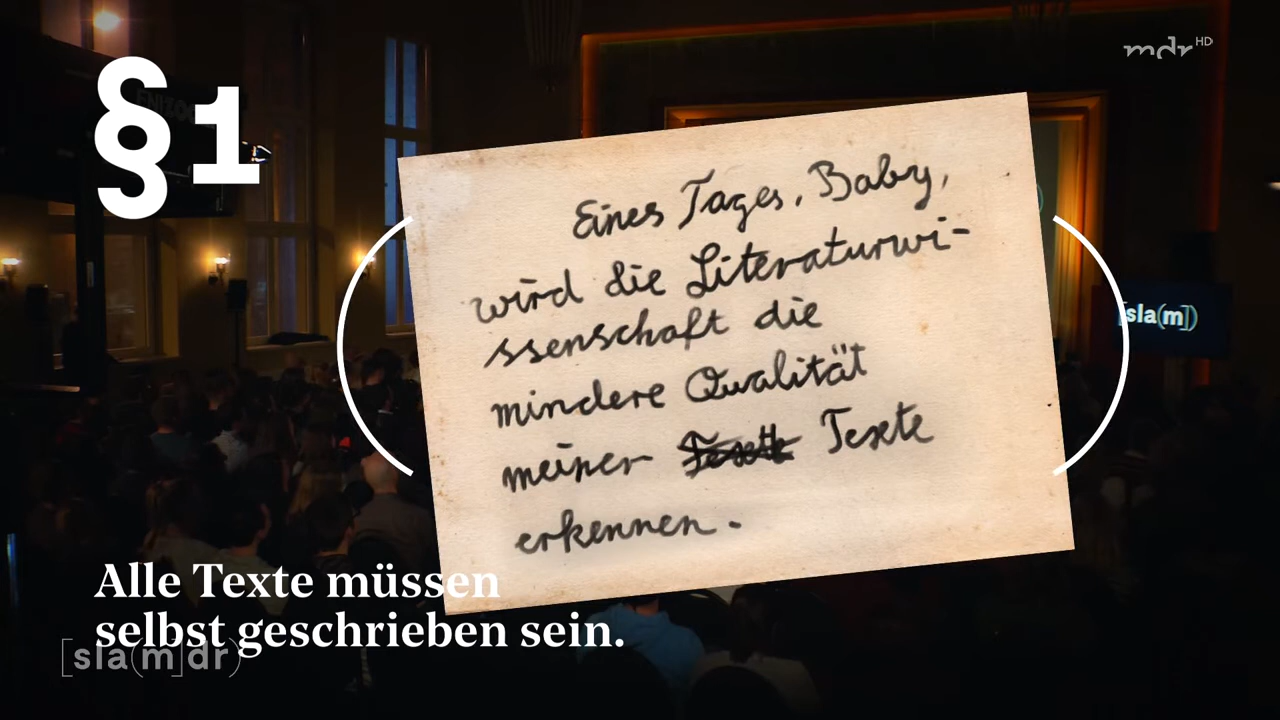 mdr HD
§1
Eines Tages, Baby,
wird die Literaturwi-
ssenschaft die
mindere Qualität
meiner Texte Texte
erkennen.
[sla(m])
Alle Texte müssen
selbst geschrieben sein.
[sla(m]dr)